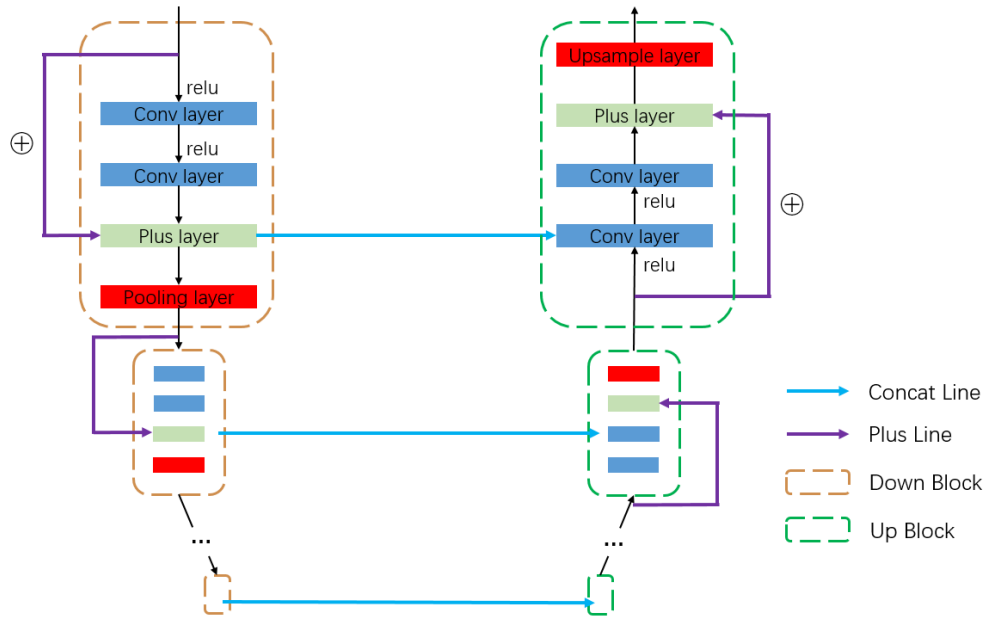 relu
Conv layer
relu
Conv layer
⊕
Plus layer
Pooling layer
...
Upsample layer
Plus layer
Conv layer
relu
⊕
Conv layer
relu
...
Concat Line
Plus Line
Down Block
Up Block